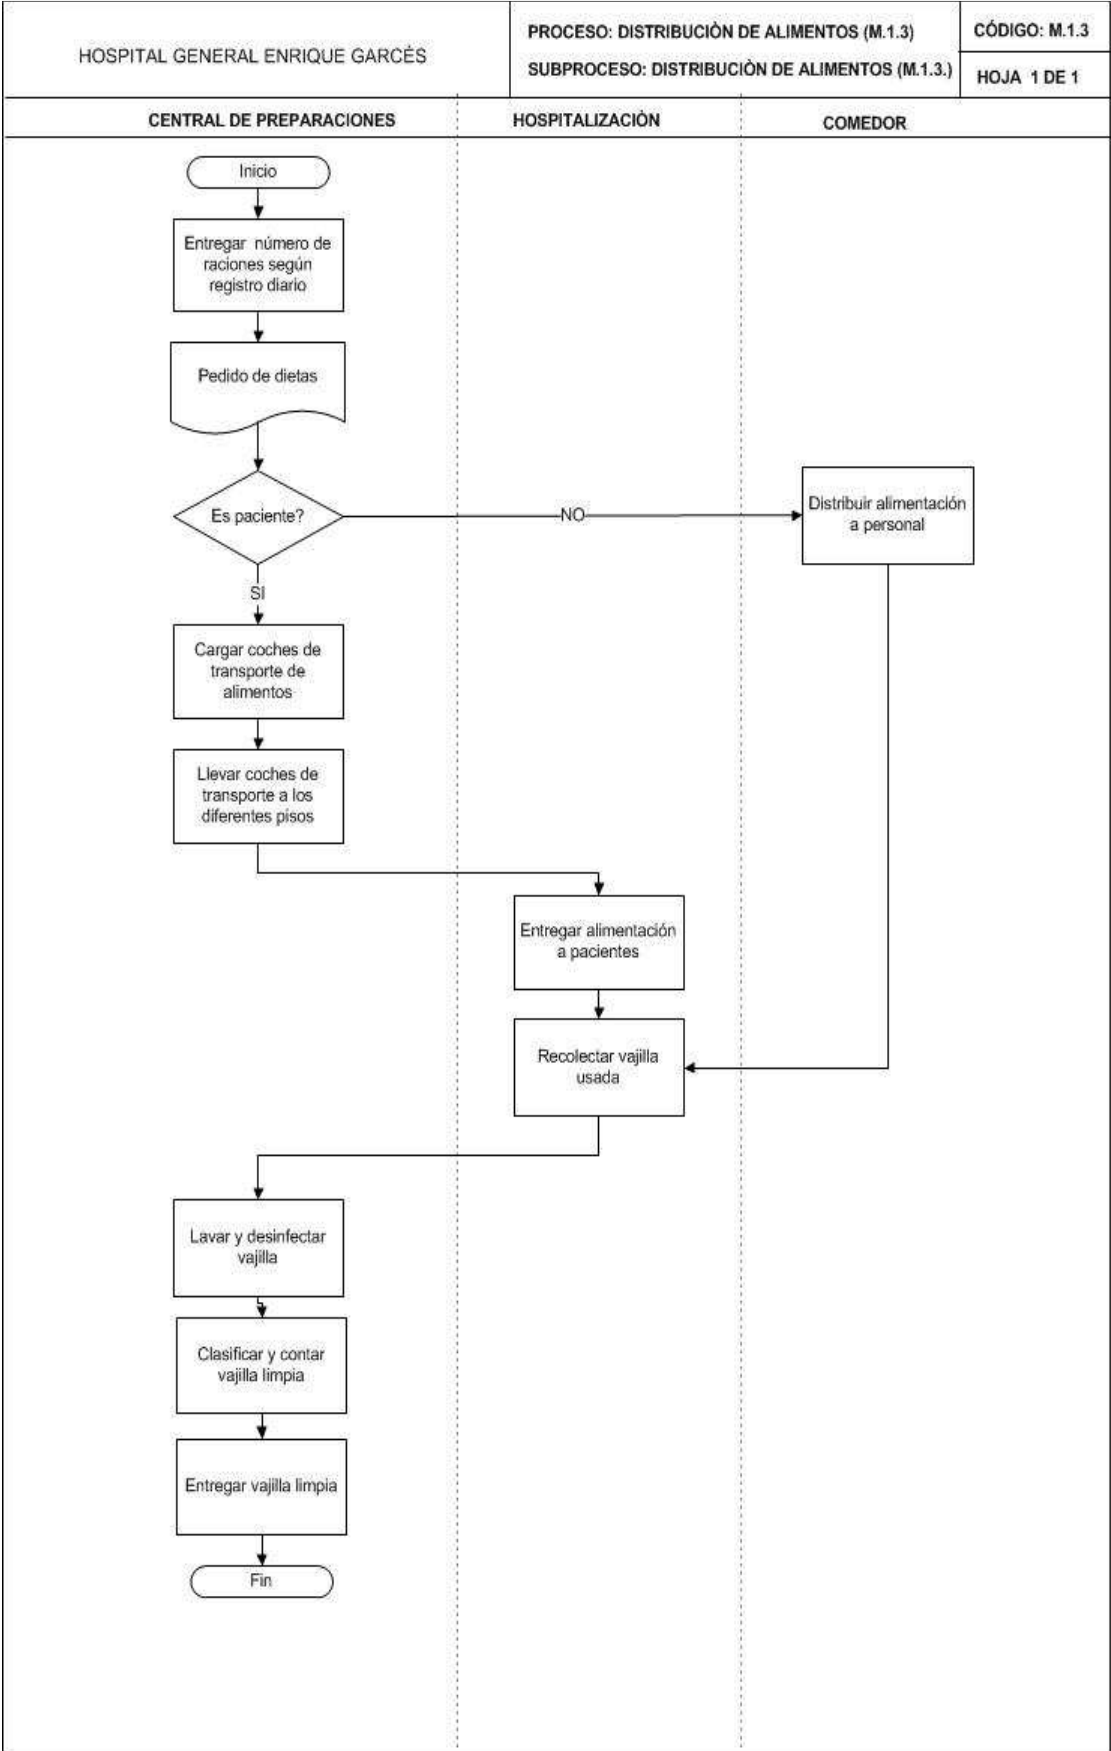 HOSPITAL GENERAL ENRIQUE GARCÉS
PROCESO: DISTRIBUCIÒN DE ALIMENTOS (M.1.3)
SUBPROCESO: DISTRIBUCIÒN DE ALIMENTOS (M.1.3.)
CÓDIGO: M.1.3
HOJA 1 DE 1
CENTRAL DE PREPARACIONES
HOSPITALIZACIÒN
COMEDOR
Inicio
Entregar número de
raciones según
registro diario
Pedido de dietas
Es paciente?
NO
Distribuir alimentación
a personal
SI
Cargar coches de
transporte de
alimentos
Llevar coches de
transporte a los
diferentes pisos
Entregar alimentación
a pacientes
Recolectar vajilla
usada
Lavar y desinfectar
vajilla
Clasificar y contar
vajilla limpia
Entregar vajilla limpia
Fin